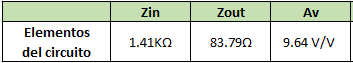 Zin Zout Av
Elementos del circuito 1.41KΩ 83.79Ω 9.64 V/V